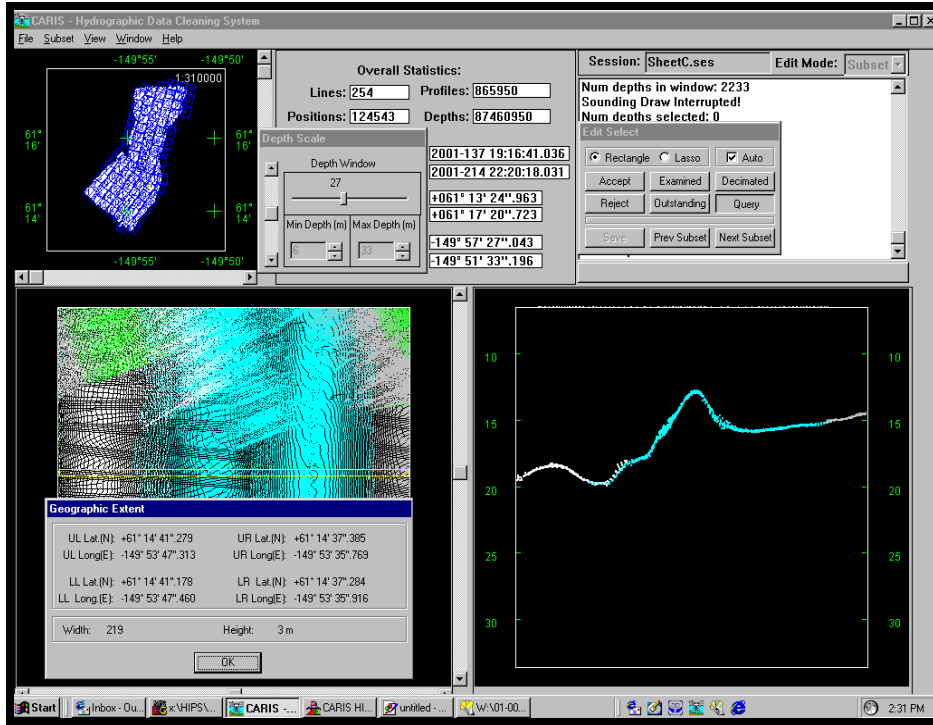 CARIS - Hydrographic Data Cleaning System
File Subset View Window Help
-149°55' -149°50'
1:310000
61° 16' 61° 16'
61° 14' 61° 14'
-149°55' -149°50'
Overall Statistics:
Lines: 254 Profiles: 865950
Positions: 124543 Depths: 87460950
2001-137 19:16:41.036
2001-214 22:20:18.031
+061° 13' 24".963
+061° 17' 20".723
-149° 57' 27".043
-149° 51' 33".196
Depth Scale
Depth Window
27
Min Depth (m) Max Depth (m)
6 33
Session: SheetC.ses Edit Mode: Subset
Num depths in window: 2233
Sounding Draw Interrupted!
Num depths selected: 0
Edit Select
Rectangle Lasso Auto
Accept Examined Decimated
Reject Outstanding Query
Save Prev Subset Next Subset
10 10
15 15
20 20
25 25
30 30
Geographic Extent
UL Lat.(N): +61° 14' 41".279 UR Lat.(N): +61° 14' 37".385
UL Long(E): -149° 53' 47".313 UR Long(E): -149° 53' 35".769
LL Lat.(N): +61° 14' 41".178 LR Lat.(N): +61° 14' 37".284
LL Long.(E): -149° 53' 47".460 LR Long(E): -149° 53' 35".916
Width: 219 Height: 3 m
OK
Start Inbox - Ou... x:\HIPS\... CARIS -... CARIS HI... untitled - ... W:\01-00... 2:31 PM